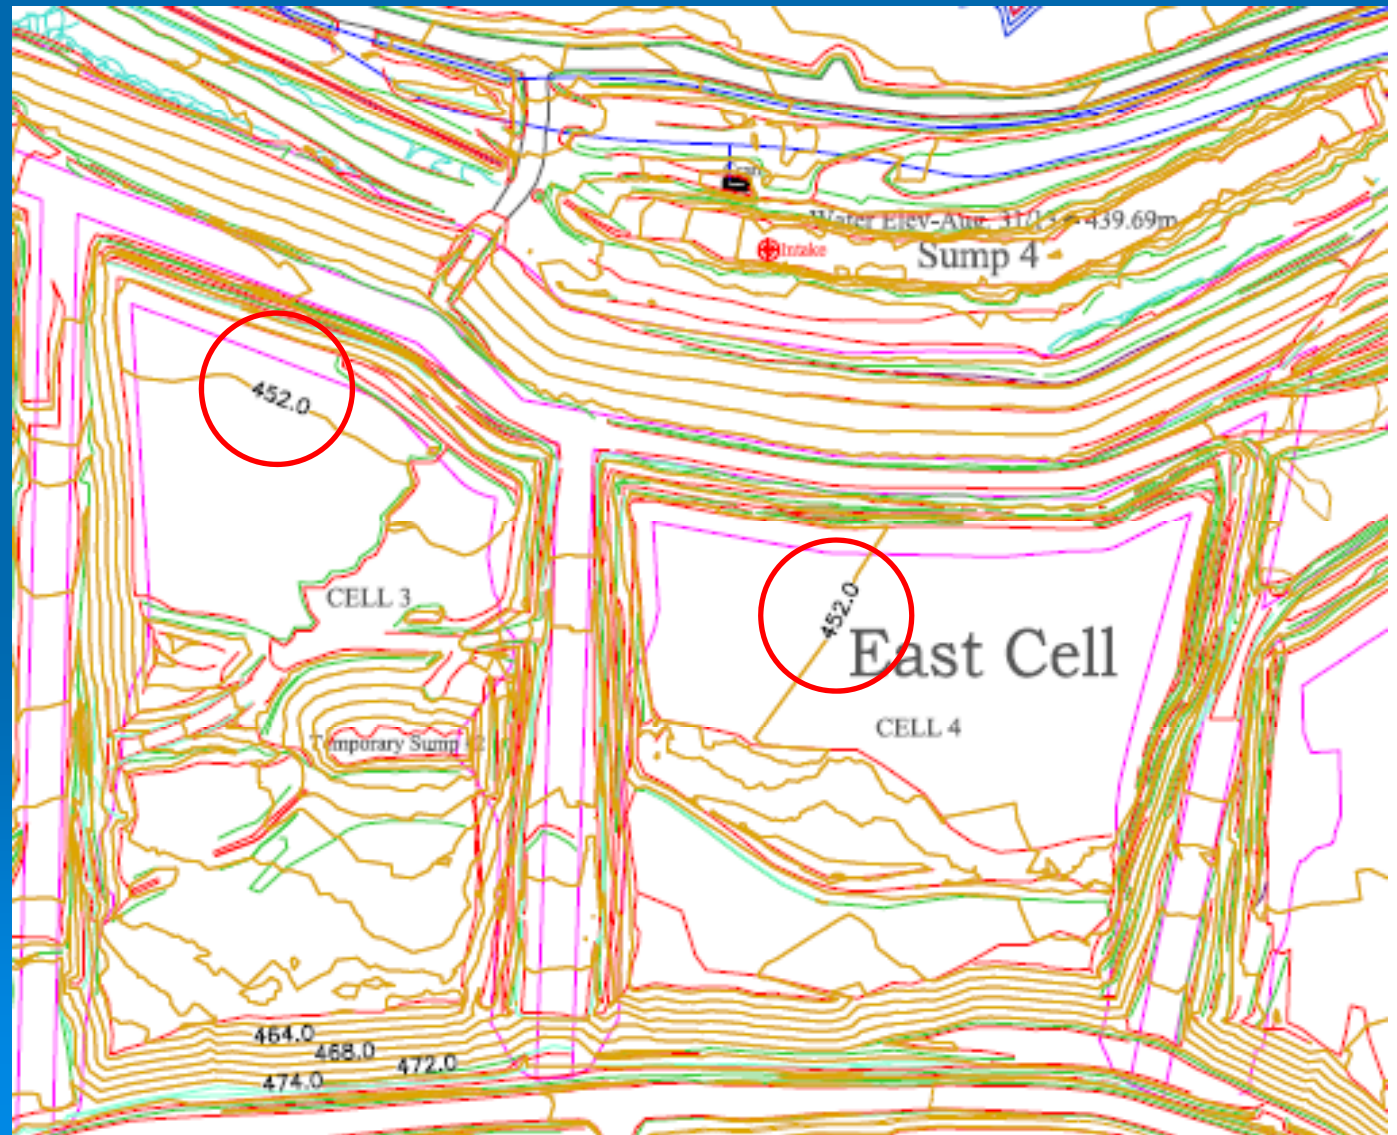 Water Elev-Aug. 31/13 = 439.69m
Sump 4
Intake
452.0
452.0
CELL 3
East Cell
CELL 4
Temporary Sump
464.0
468.0
472.0
474.0